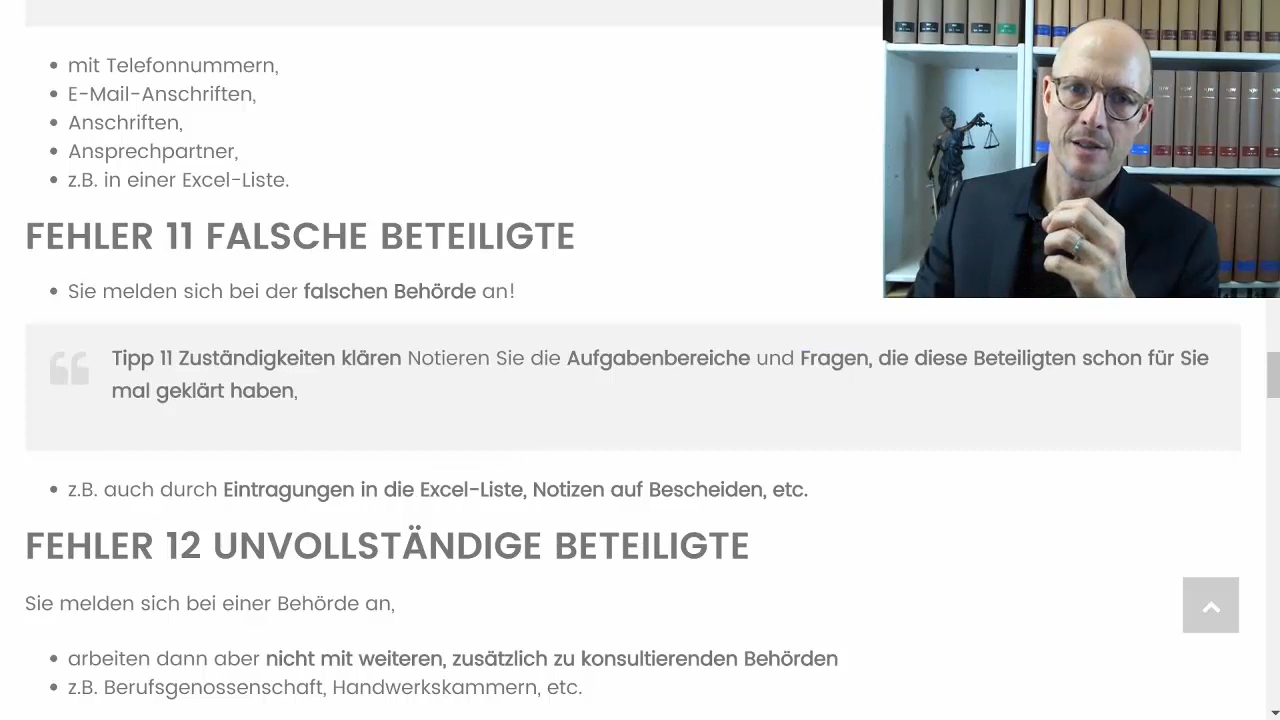 mit Telefonnummern,
E-Mail-Anschriften,
Anschriften,
Ansprechpartner,
z.B. in einer Excel-Liste.
FEHLER 11 FALSCHE BETEILIGTE
Sie melden sich bei der falschen Behörde an!
Tipp 11 Zuständigkeiten klären Notieren Sie die Aufgabenbereiche und Fragen, die diese Beteiligten schon für Sie
mal geklärt haben,
z.B. auch durch Eintragungen in die Excel-Liste, Notizen auf Bescheiden, etc.
FEHLER 12 UNVOLLSTÄNDIGE BETEILIGTE
Sie melden sich bei einer Behörde an,
arbeiten dann aber nicht mit weiteren, zusätzlich zu konsultierenden Behörden
z.B. Berufsgenossenschaft, Handwerkskammern, etc.